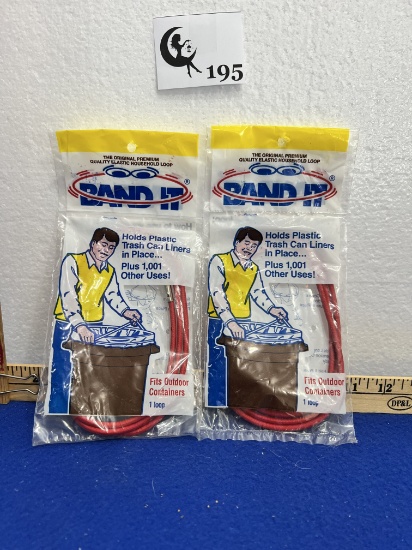 195
THE ORIGINAL PREMIUM
QUALITY ELASTIC HOUSEHOLD LOOP
BAND IT®
Holds Plastic
Trash Can Liners
in Place...
Plus 1,001
Other Uses!
Fits Outdoor
Containers
1 loop
THE ORIGINAL PREMIUM
QUALITY ELASTIC HOUSEHOLD LOOP
BAND IT®
Holds Plastic
Trash Can Liners
in Place...
Plus 1,001
Other Uses!
Fits Outdoor
Containers
1 loop
2
1
12
DP&L